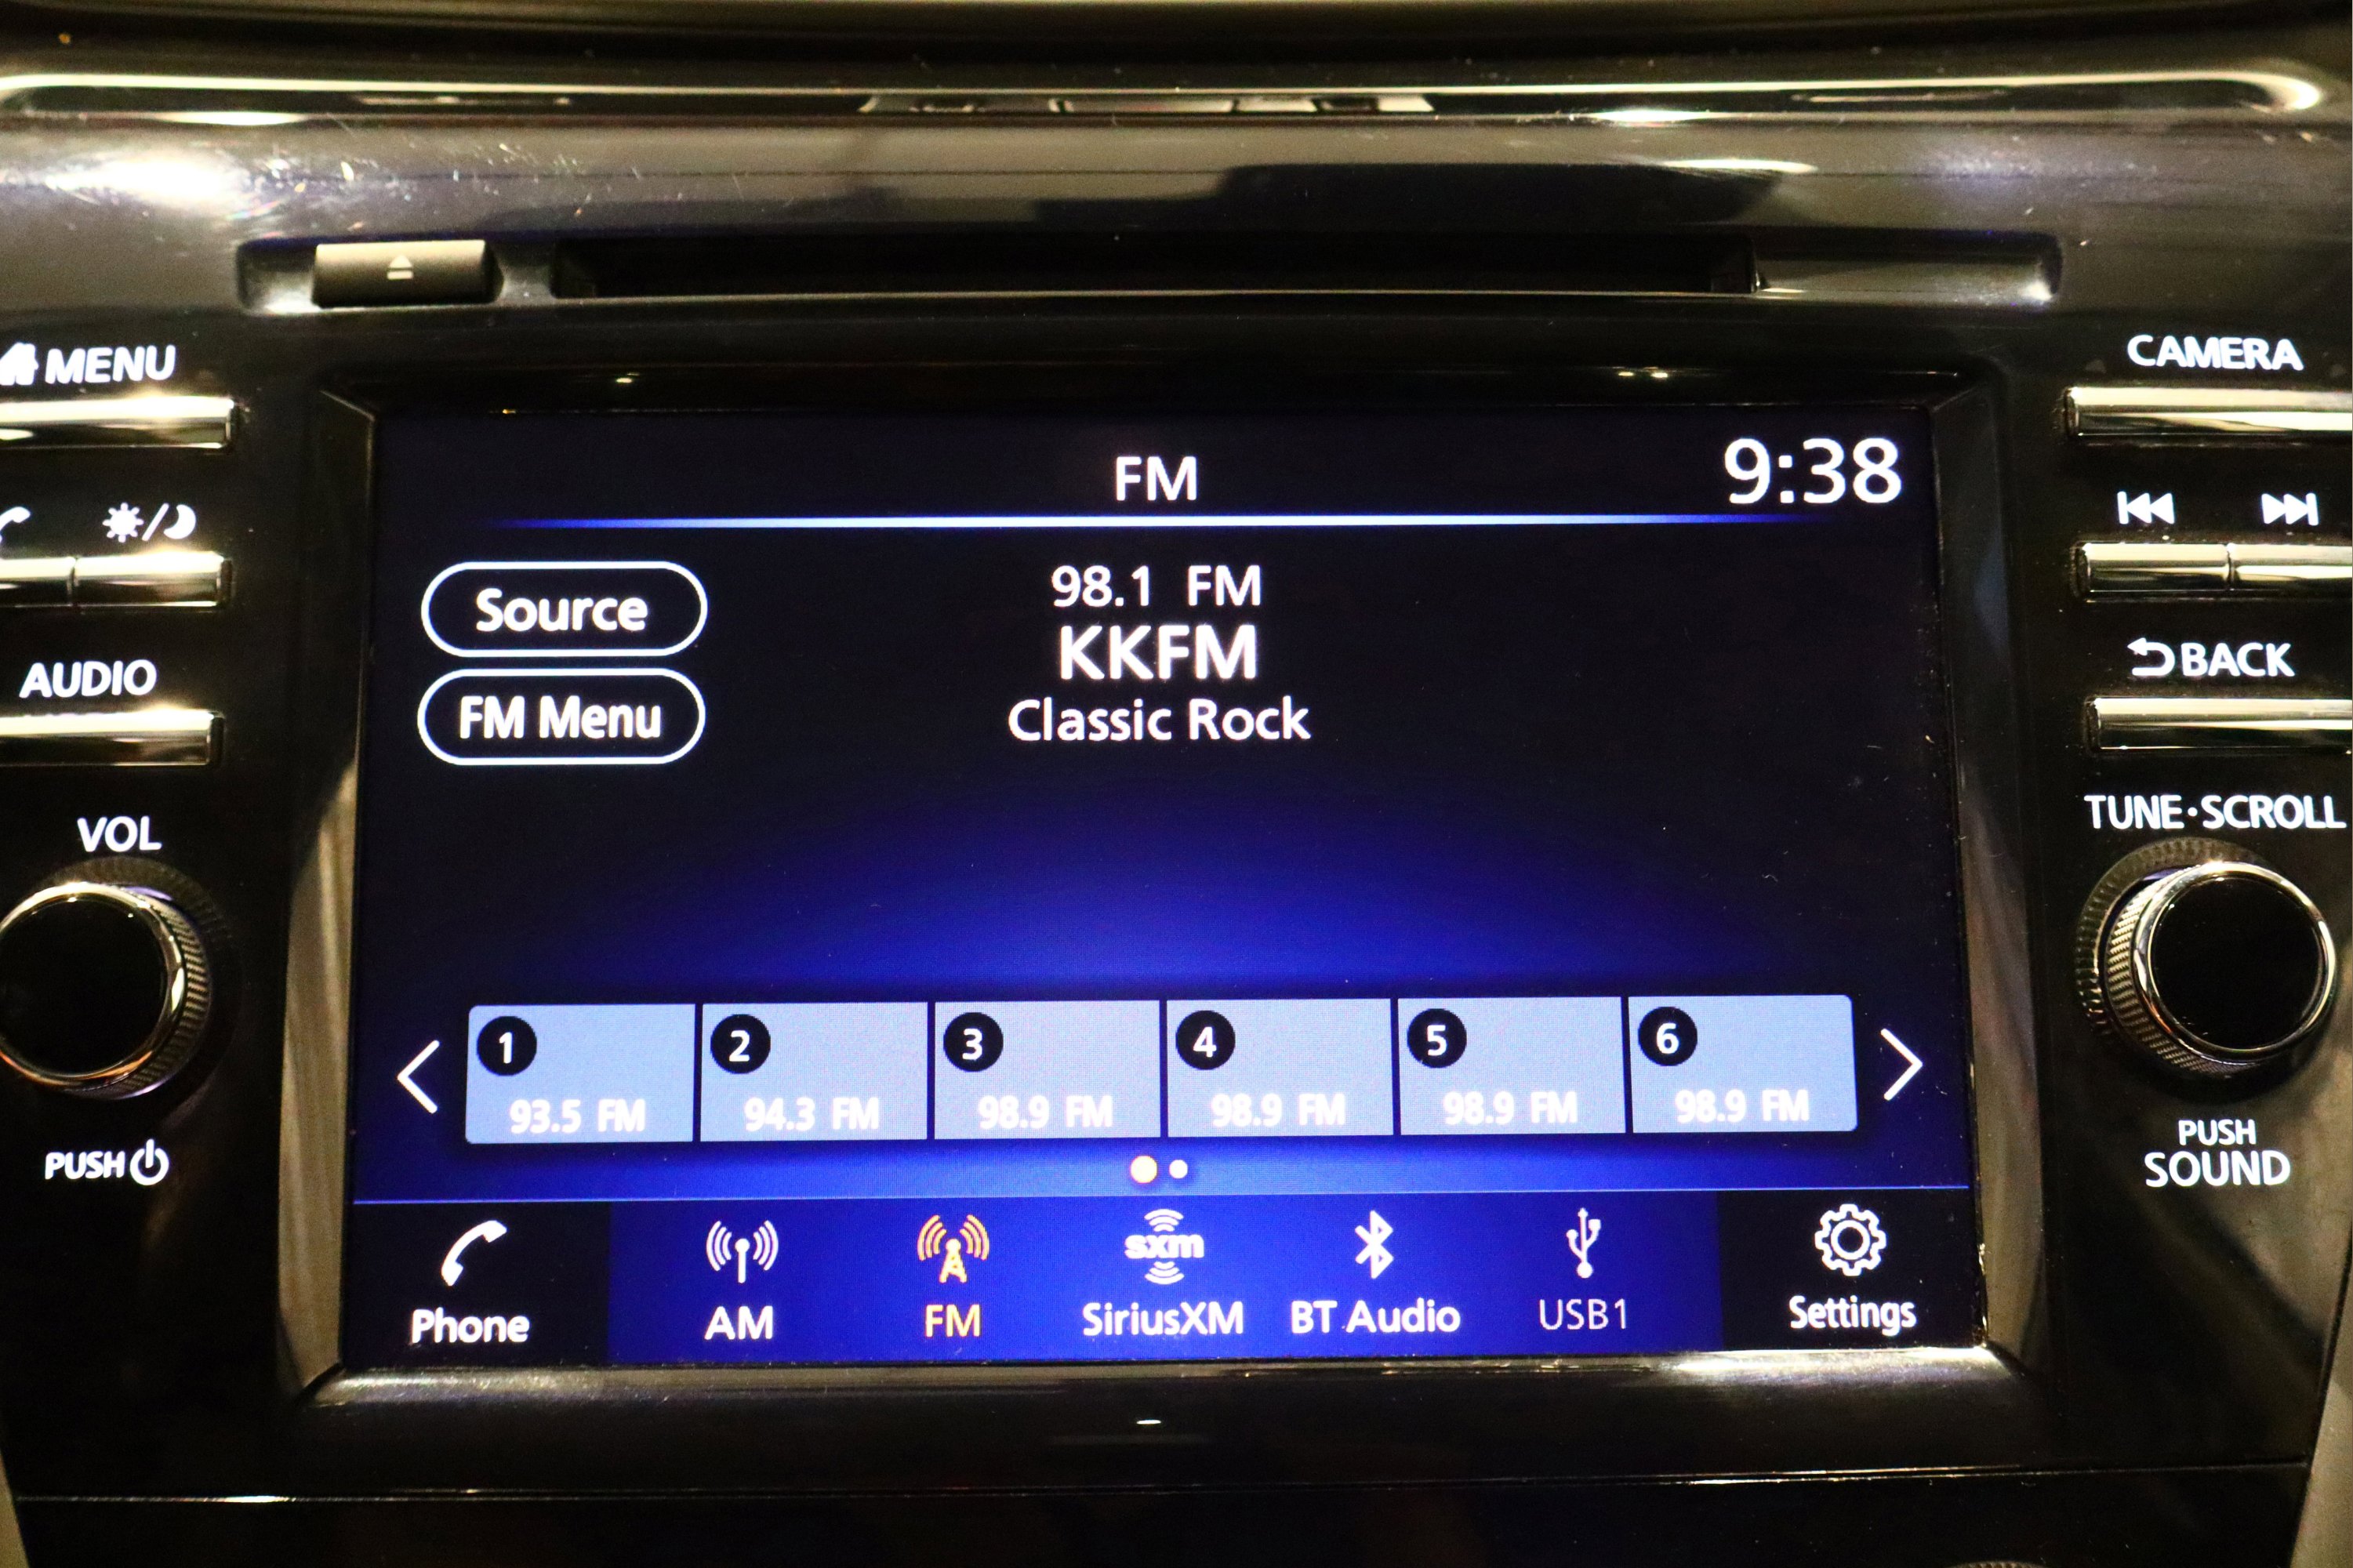 MENU
CAMERA
FM
9:38
Source
98.1 FM
KKFM
FM Menu
Classic Rock
AUDIO
BACK
VOL
TUNE·SCROLL
1
2
3
4
5
6
93.5 FM
94.3 FM
98.9 FM
98.9 FM
98.9 FM
98.9 FM
PUSH
PUSH
SOUND
sxm
Phone
AM
FM
SiriusXM
BT Audio
USB1
Settings